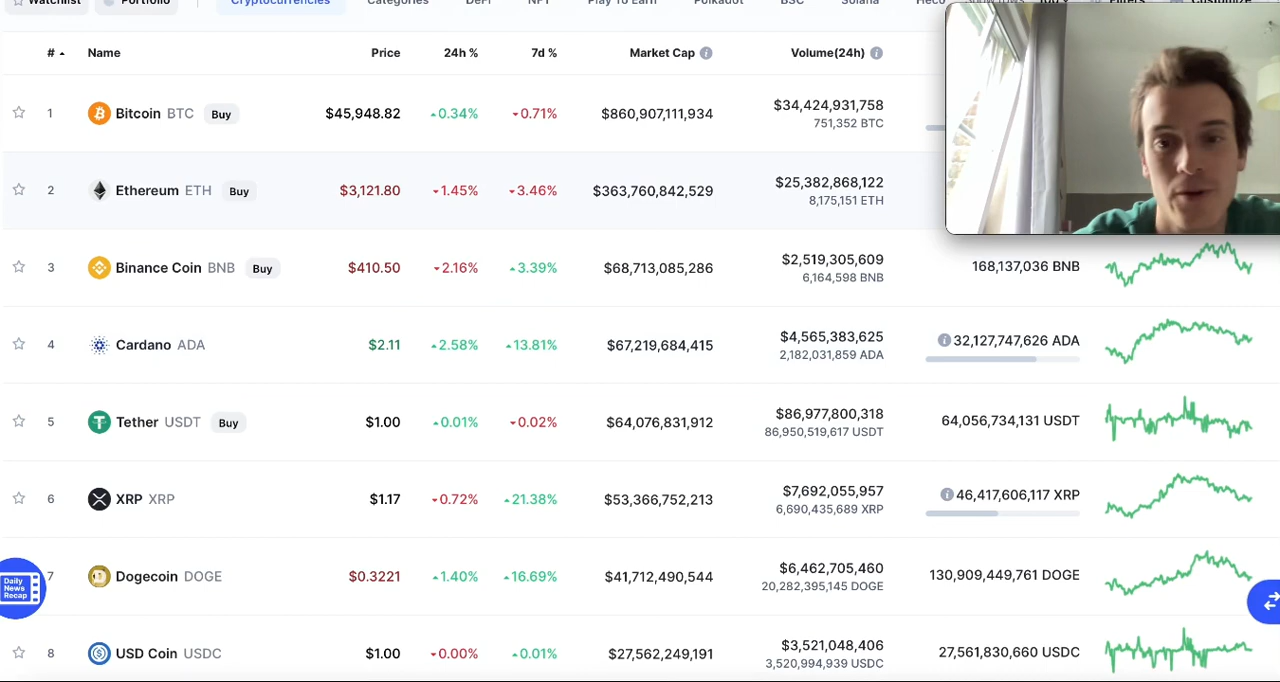 Watchlist Portfolio Cryptocurrencies Categories DeFi NFT Play To Earn Polkadot BSC Solana Heco Show rows Filters Customize
# Name Price 24h % 7d % Market Cap Volume(24h)
1 Bitcoin BTC Buy $45,948.82 0.34% 0.71% $860,907,111,934 $34,424,931,758
751,352 BTC
2 Ethereum ETH Buy $3,121.80 1.45% 3.46% $363,760,842,529 $25,382,868,122
8,175,151 ETH
3 Binance Coin BNB Buy $410.50 2.16% 3.39% $68,713,085,286 $2,519,305,609 168,137,036 BNB
6,164,598 BNB
4 Cardano ADA $2.11 2.58% 13.81% $67,219,684,415 $4,565,383,625 32,127,747,626 ADA
2,182,031,859 ADA
5 Tether USDT Buy $1.00 0.01% 0.02% $64,076,831,912 $86,977,800,318 64,056,734,131 USDT
86,950,519,617 USDT
6 XRP XRP $1.17 0.72% 21.38% $53,366,752,213 $7,692,055,957 46,417,606,117 XRP
6,690,435,689 XRP
7 Dogecoin DOGE $0.3221 1.40% 16.69% $41,712,490,544 $6,462,705,460 130,909,449,761 DOGE
20,282,395,145 DOGE
Daily
News
Recap
8 USD Coin USDC $1.00 0.00% 0.01% $27,562,249,191 $3,521,048,406 27,561,830,660 USDC
3,520,994,939 USDC